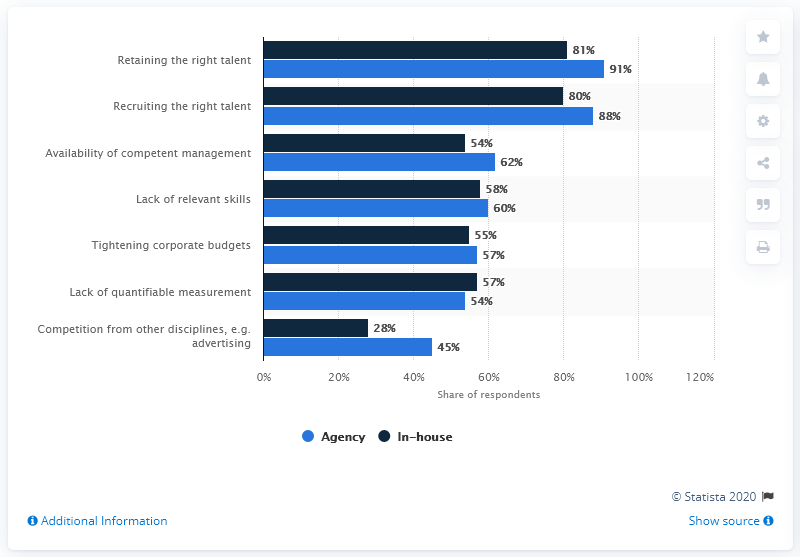 Retaining the right talent
81%
91%
Recruiting the right talent
80%
88%
Availability of competent management
54%
62%
Lack of relevant skills
58%
60%
Tightening corporate budgets
55%
57%
Lack of quantifiable measurement
57%
54%
Competition from other disciplines, e.g.
advertising
28%
45%
0% 20% 40% 60% 80% 100% 120%
Share of respondents
Agency In-house
© Statista 2020
Additional Information Show source